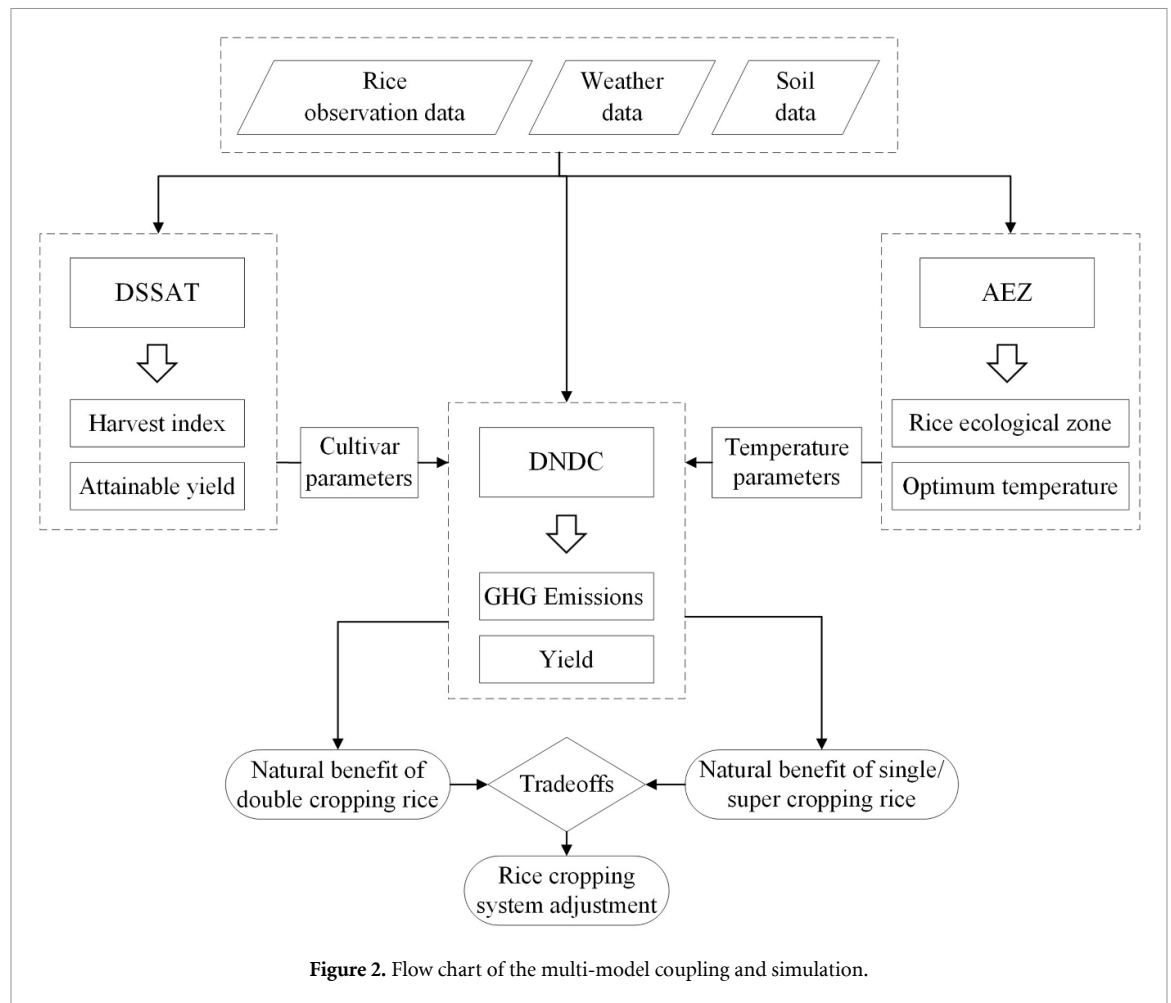 Rice
observation data
Weather
data
Soil
data
DSSAT
Harvest index
Attainable yield
Cultivar
parameters
DNDC
GHG Emissions
Yield
Temperature
parameters
AEZ
Rice ecological zone
Optimum temperature
Natural benefit of
double cropping rice
Tradeoffs
Natural benefit of single/
super cropping rice
Rice cropping
system adjustment
Figure 2. Flow chart of the multi-model coupling and simulation.